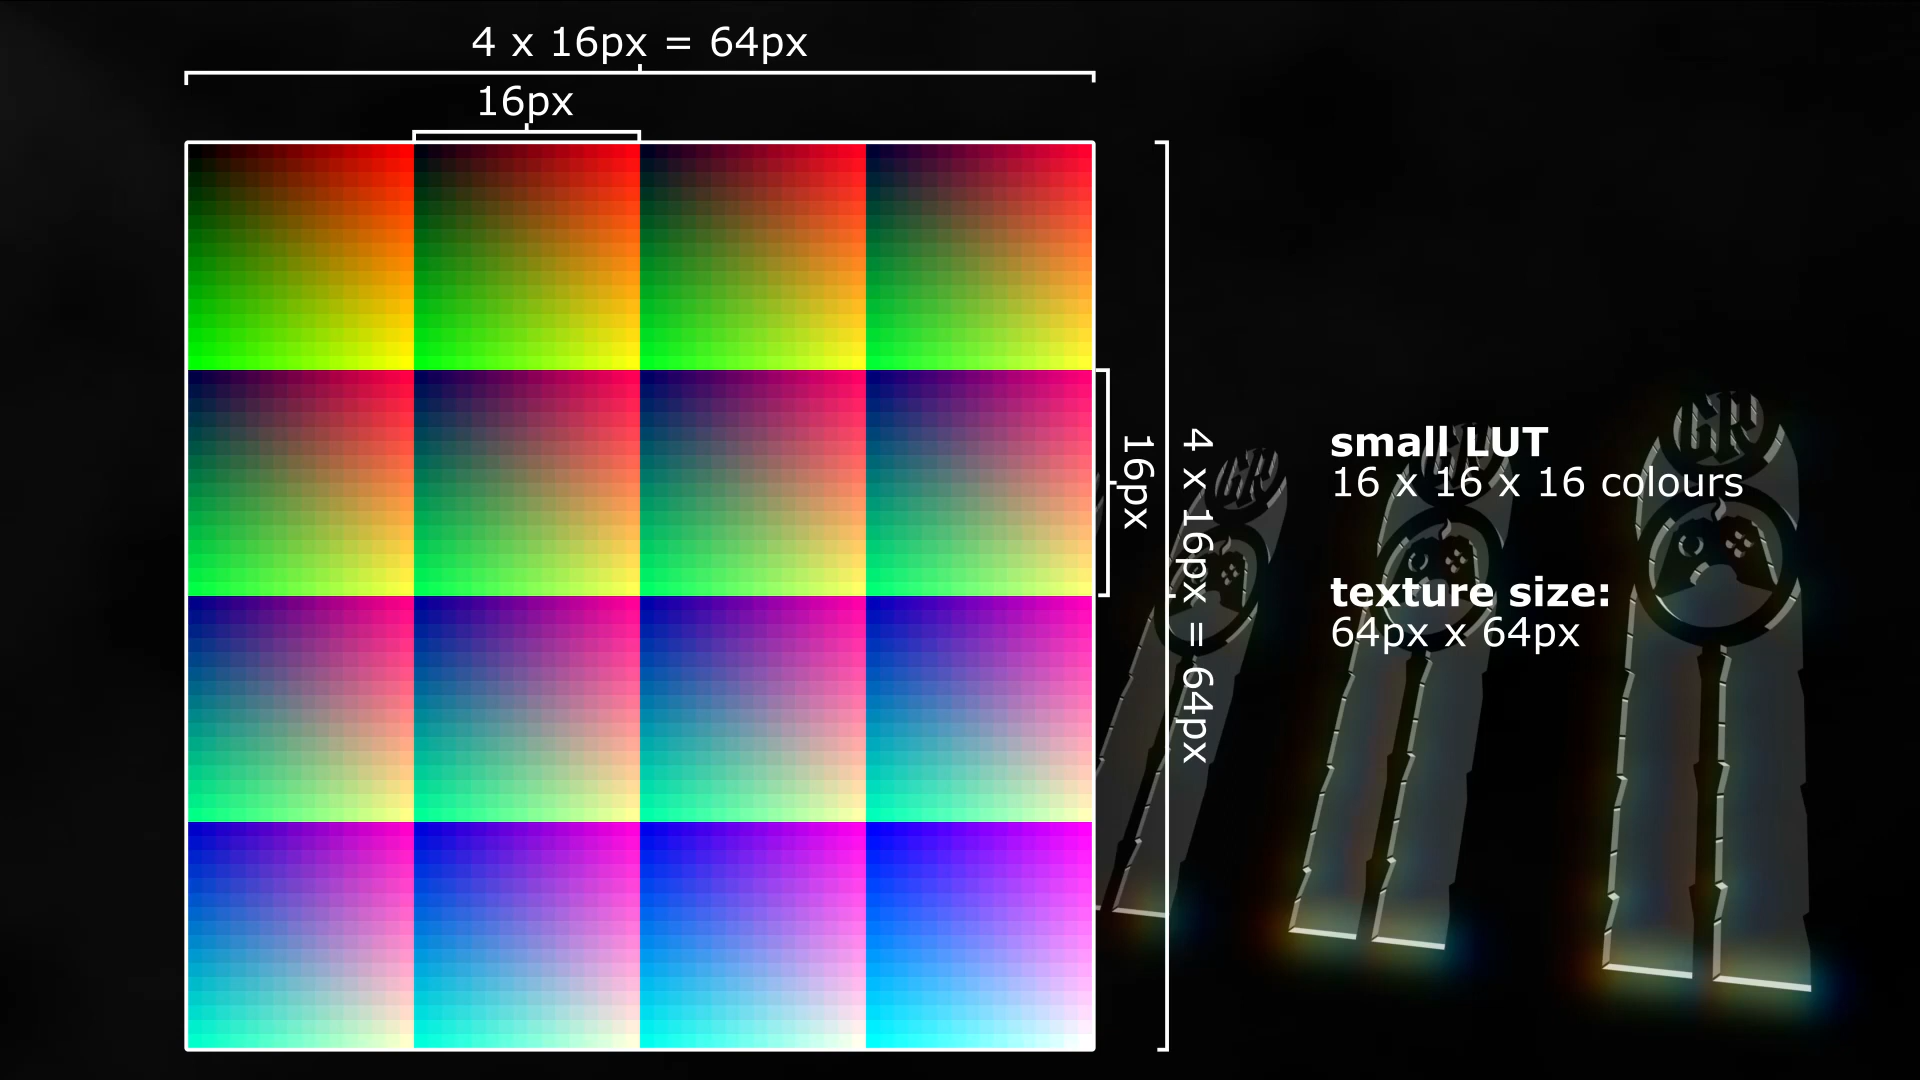 4 x 16px = 64px
16px
16px
4 x 16px = 64px
small LUT
16 x 16 x 16 colours
texture size:
64px x 64px